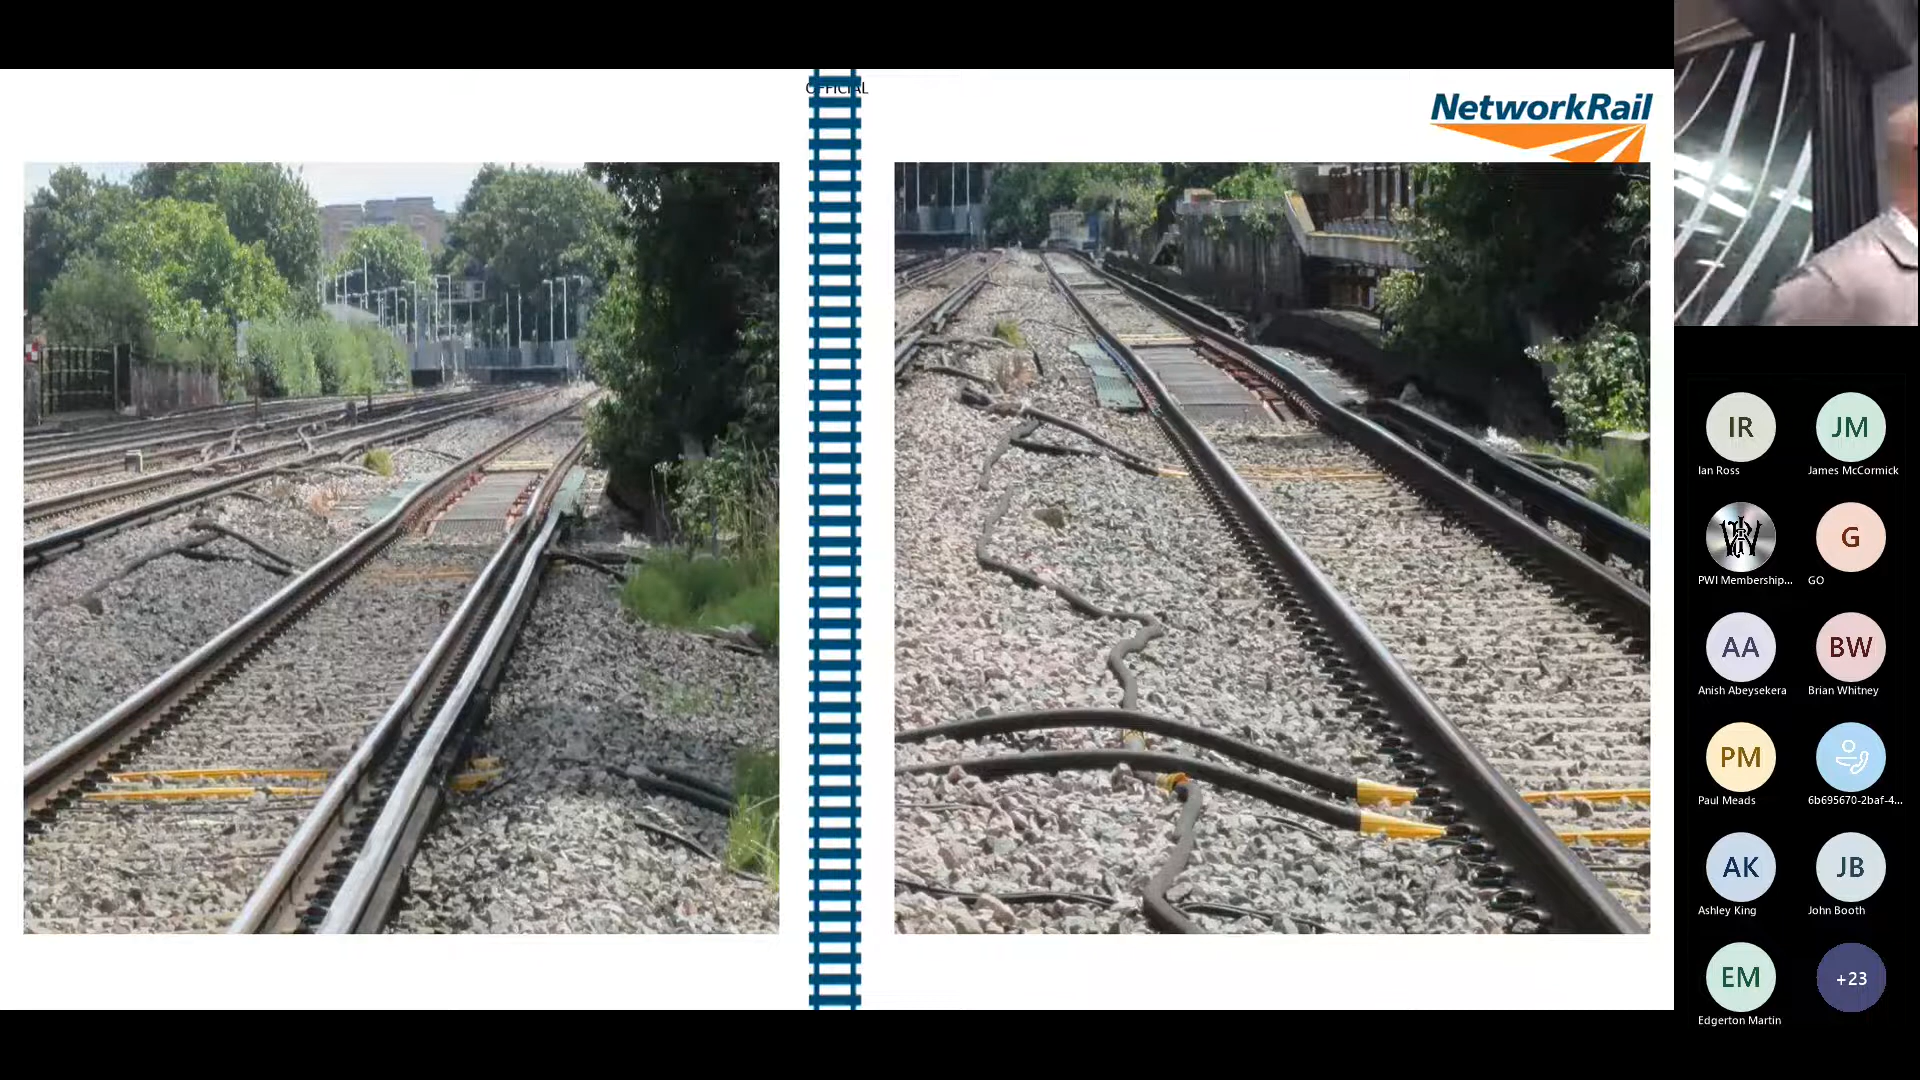 OFFICIAL
NetworkRail
IR
Ian Ross
JM
James McCormick
PWI Membership...
G
GO
AA
Anish Abeysekera
BW
Brian Whitney
PM
Paul Meads
6b695670-2baf-4...
AK
Ashley King
JB
John Booth
EM
Edgerton Martin
+23